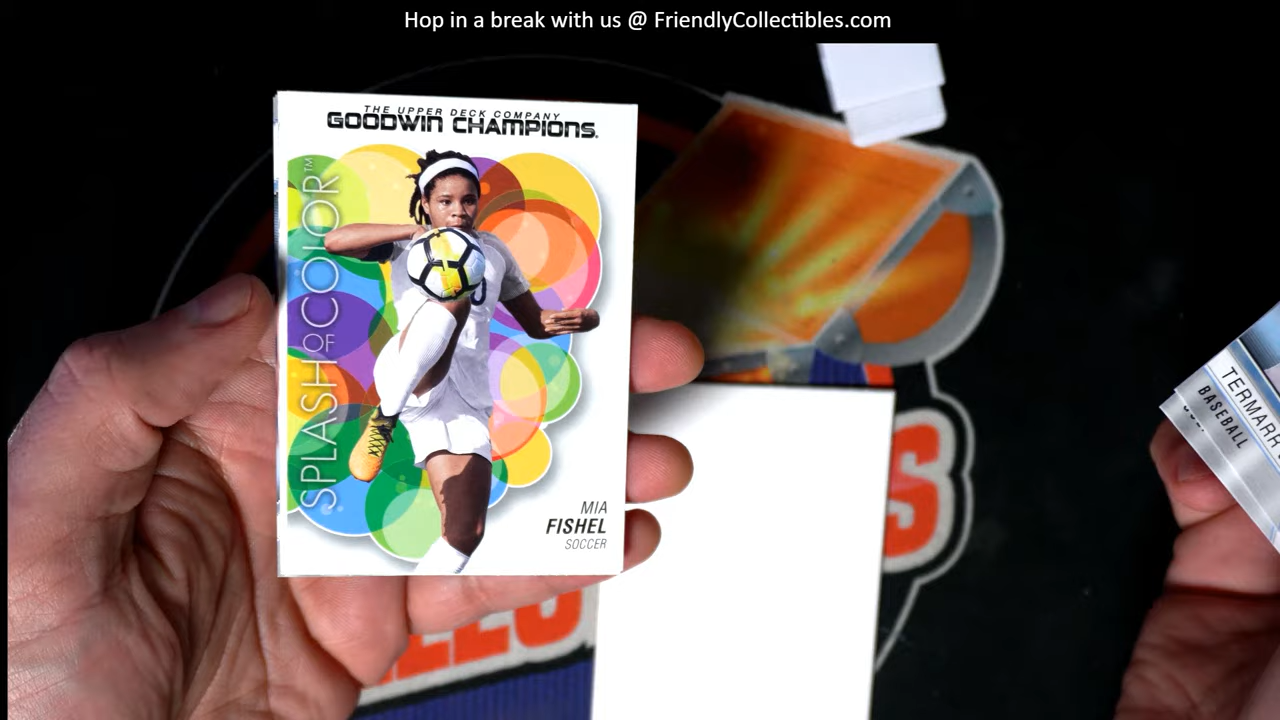 Hop in a break with us @ FriendlyCollectibles.com
THE UPPER DECK COMPANY
GOODWIN CHAMPIONS.
SPLASH OF COLOR™
MIA
FISHEL
SOCCER
TERMARR
BASEBALL